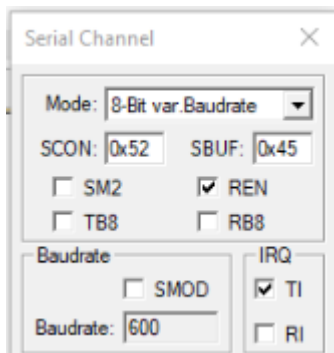 Serial Channel
Mode: 8-Bit var.Baudrate
SCON: 0x52 SBUF: 0x45
SM2 REN
TB8 RB8
Baudrate IRQ
SMOD TI
Baudrate: 600 RI